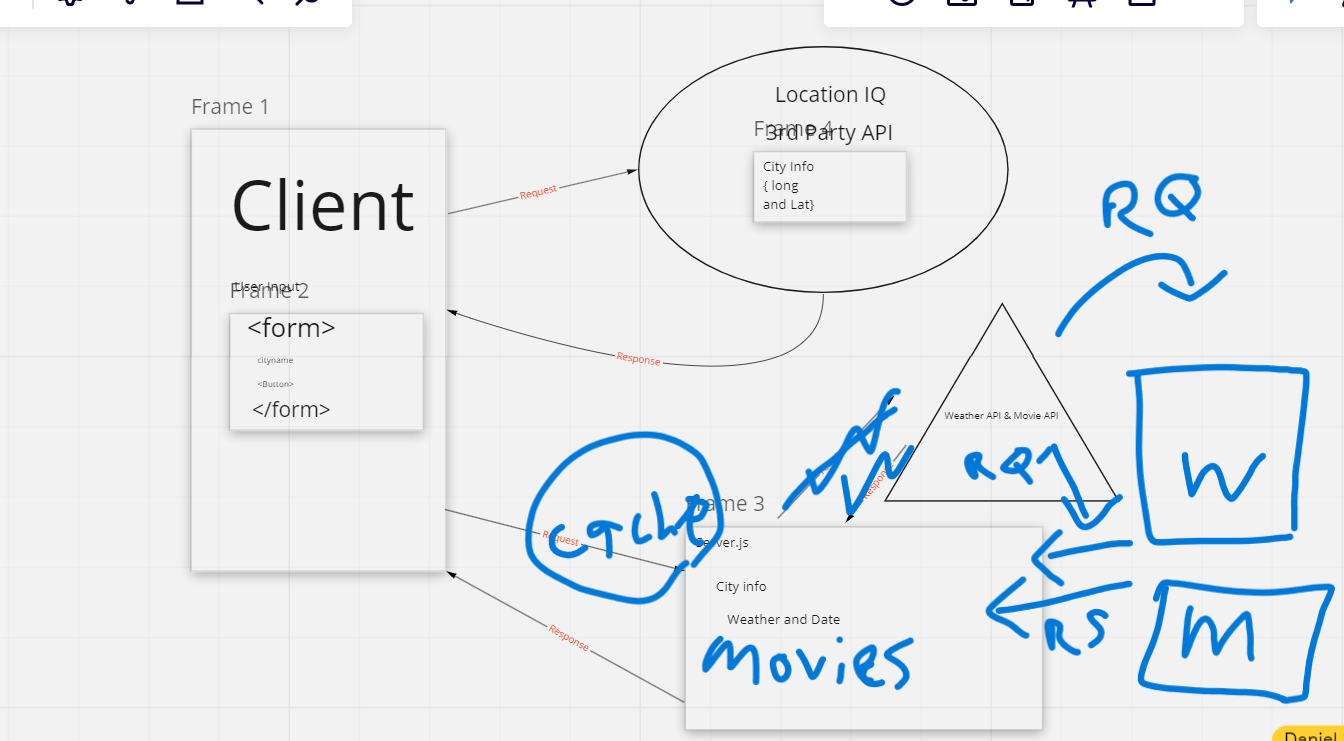 Frame 1
Client
User Input
Frame 2
<form>
cityname
<Button>
</form>
Request
Location IQ
3rd Party API
Frame 4
City Info
{ long
and Lat}
Response
RQ
Weather API & Movie API
RQ
W
cache
Request
Frame 3
Server.js
City info
Weather and Date
movies
Response
RS
M
Daniel